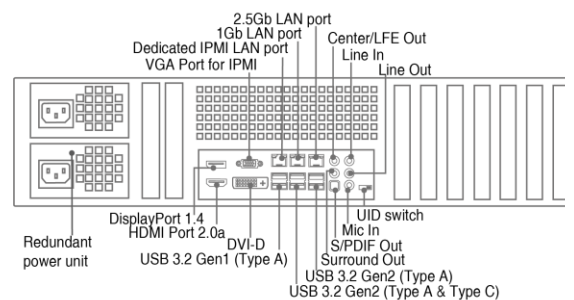 2.5Gb LAN port
1Gb LAN port
Center/LFE Out
Dedicated IPMI LAN port
Line In
VGA Port for IPMI
Line Out
DisplayPort 1.4
UID switch
HDMI Port 2.0a
Mic In
Redundant
power unit
DVI-D
S/PDIF Out
USB 3.2 Gen1 (Type A)
Surround Out
USB 3.2 Gen2 (Type A)
USB 3.2 Gen2 (Type A & Type C)